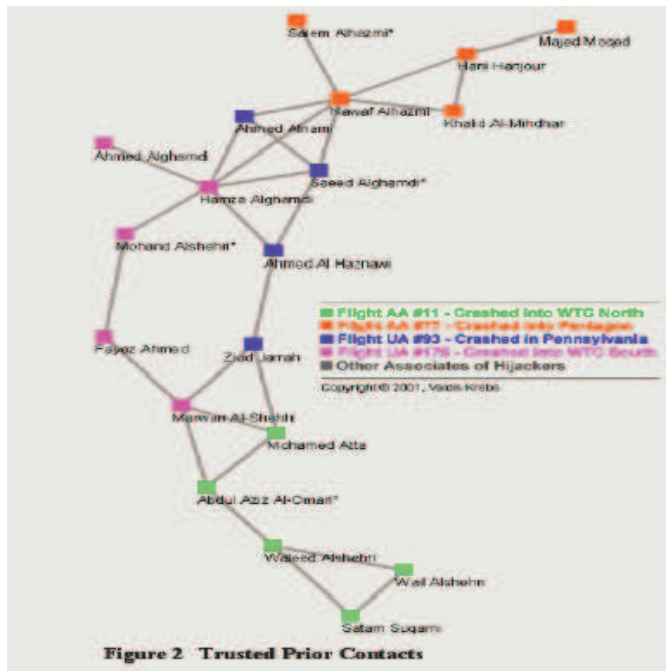 Salem Alhazmi*
Majed Moqed
Hani Hanjour
Nawaf Alhazmi
Khalid Al-Mihdhar
Ahmed Alnami
Ahmed Alghamdi
Saeed Alghamdi*
Hamza Alghamdi
Mohand Alshehri*
Ahmed Al-Haznawi
Flight AA #11 - Crashed into WTC North
Flight AA #77 - Crashed into Pentagon
Flight UA #93 - Crashed in Pennsylvania
Flight UA #175 - Crashed into WTC South
Other Associates of Hijackers
Copyright © 2001, Valdis Krebs
Fayez Ahmed
Ziad Jarrah
Marwan Al-Shehhi
Mohamed Atta
Abdul Aziz Al-Omari*
Waleed Alshehri
Wail Alshehri
Satam Suqami
Figure 2 Trusted Prior Contacts